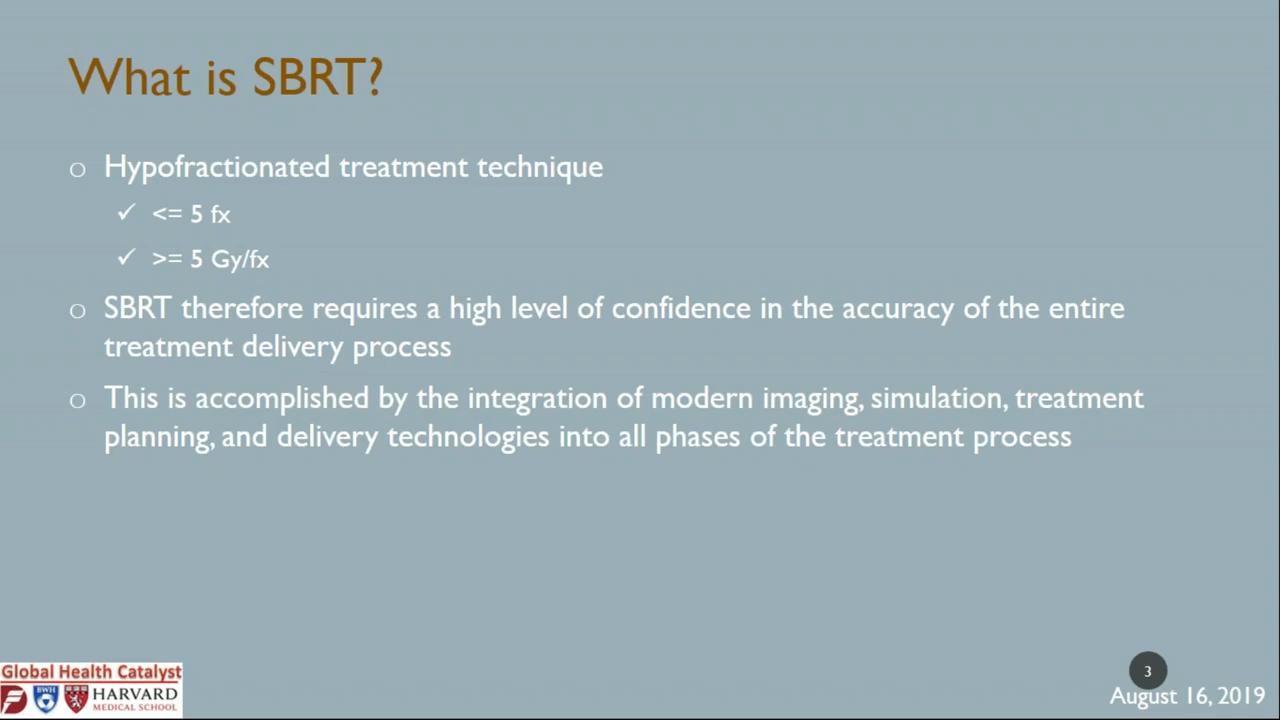 What is SBRT?
o Hypofractionated treatment technique
✓ <= 5 fx
✓ >= 5 Gy/fx
o SBRT therefore requires a high level of confidence in the accuracy of the entire
treatment delivery process
o This is accomplished by the integration of modern imaging, simulation, treatment
planning, and delivery technologies into all phases of the treatment process
Global Health Catalyst
BWH
HARVARD
MEDICAL SCHOOL
3
August 16, 2019